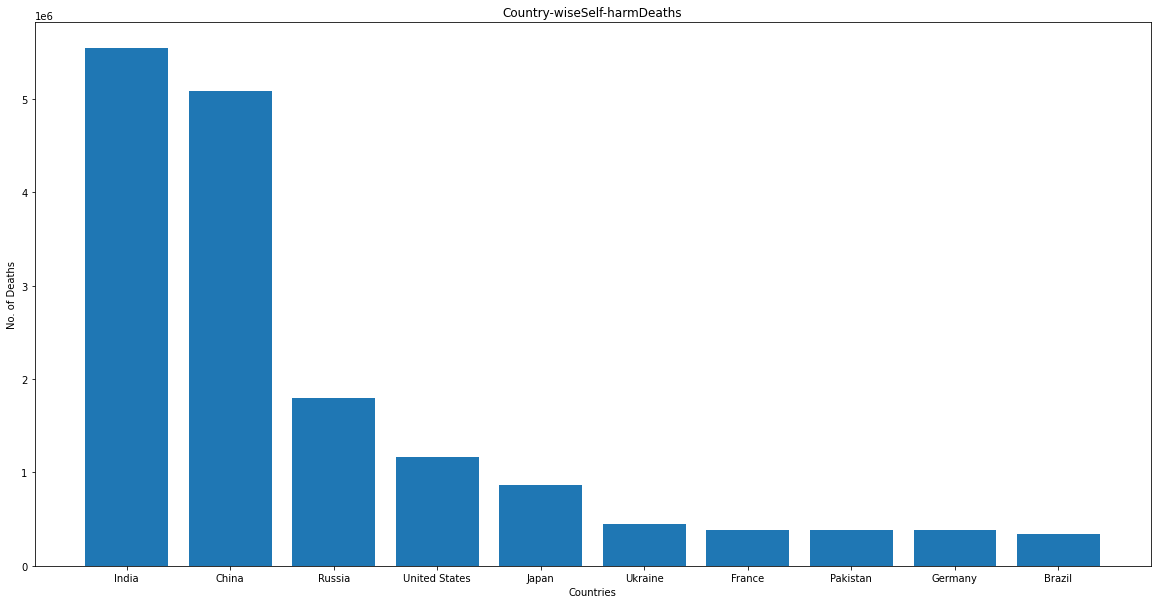 Country-wiseSelf-harmDeaths
1e6
5
4
3
2
1
0
No. of Deaths
India China Russia United States Japan Ukraine France Pakistan Germany Brazil
Countries